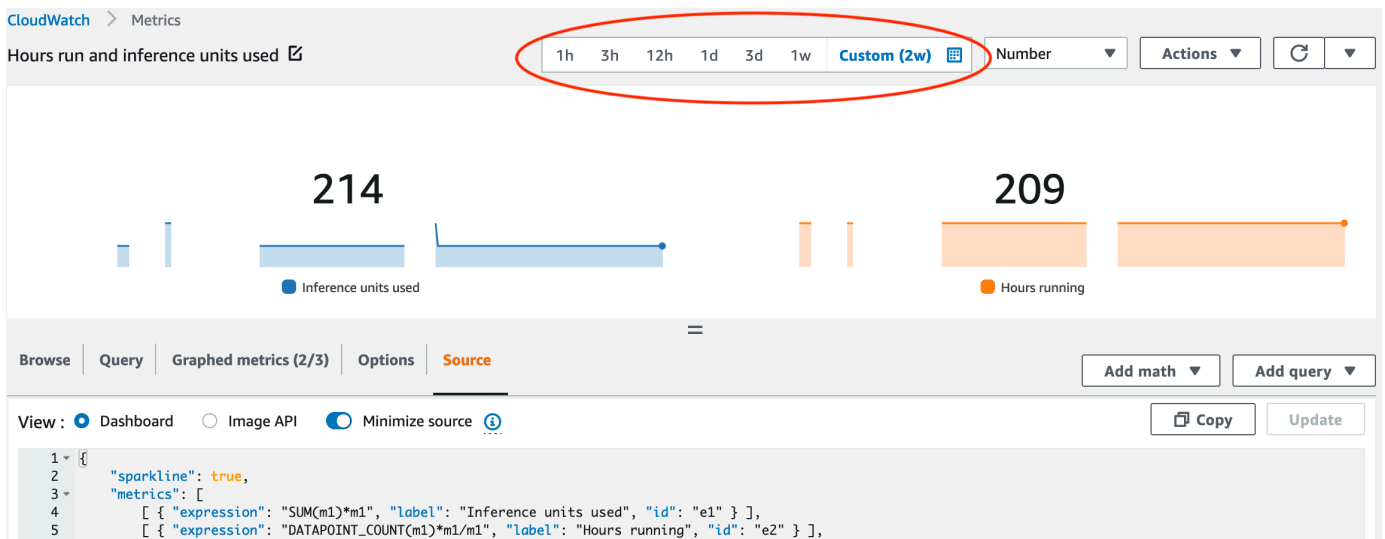 CloudWatch > Metrics
Hours run and inference units used
1h 3h 12h 1d 3d 1w Custom (2w) Number Actions
214 209
Inference units used Hours running
Browse Query Graphed metrics (2/3) Options Source
Add math Add query
View : Dashboard Image API Minimize source
Copy Update
1 {
2 "sparkline": true,
3 "metrics": [
4 [ { "expression": "SUM(m1)*m1", "label": "Inference units used", "id": "e1" } ],
5 [ { "expression": "DATAPOINT_COUNT(m1)*m1/m1", "label": "Hours running", "id": "e2" } ],